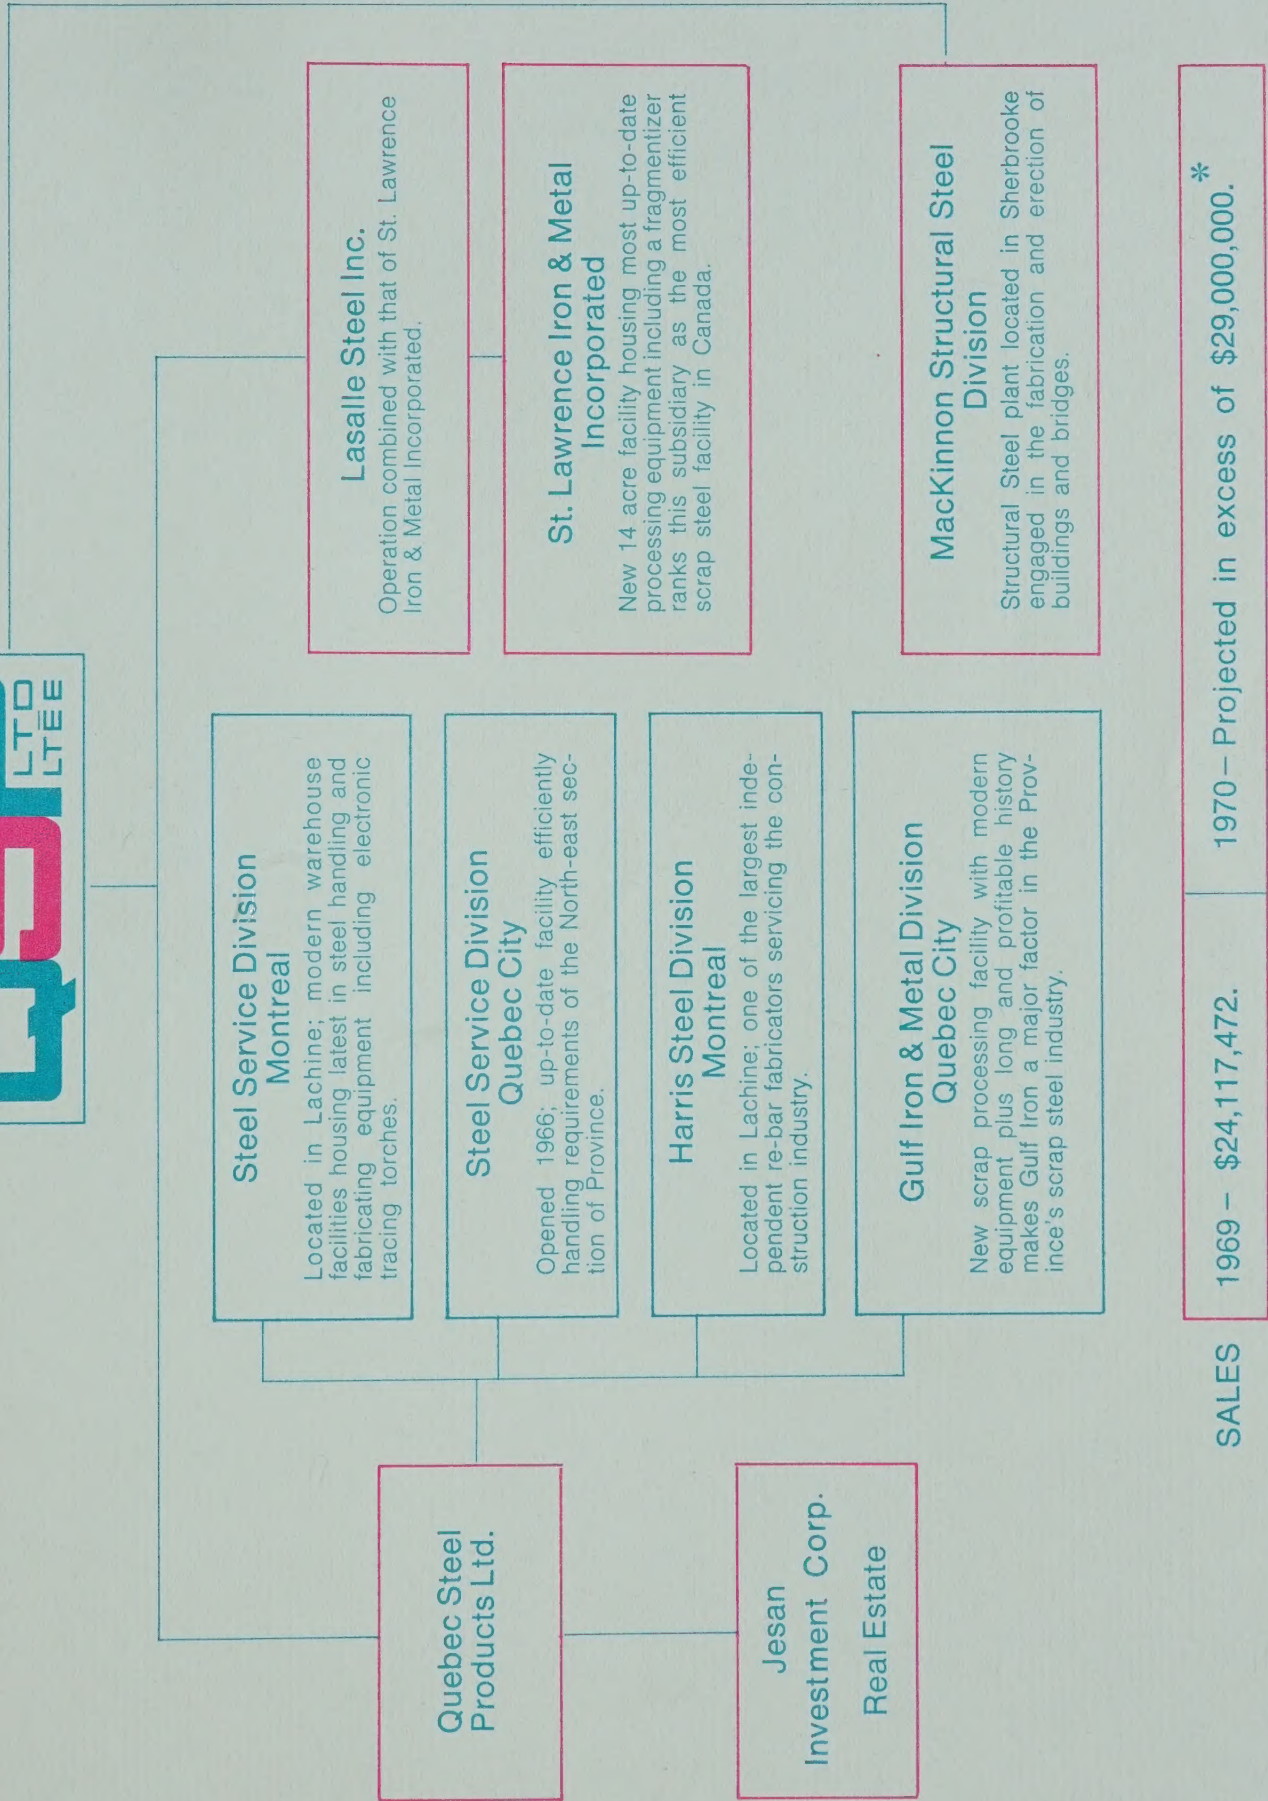 QSP
LTD
LTÉE
Quebec Steel
Products Ltd.
Jesan
Investment Corp.
Real Estate
Steel Service Division
Montreal
Located in Lachine; modern warehouse
facilities housing latest in steel handling and
fabricating equipment including electronic
tracing torches.
Steel Service Division
Quebec City
Opened 1966; up-to-date facility efficiently
handling requirements of the North-east sec-
tion of Province.
Harris Steel Division
Montreal
Located in Lachine; one of the largest inde-
pendent re-bar fabricators servicing the con-
struction industry.
Gulf Iron & Metal Division
Quebec City
New scrap processing facility with modern
equipment plus long and profitable history
makes Gulf Iron a major factor in the Prov-
ince's scrap steel industry.
Lasalle Steel Inc.
Operation combined with that of St. Lawrence
Iron & Metal Incorporated.
St. Lawrence Iron & Metal
Incorporated
New 14 acre facility housing most up-to-date
processing equipment including a fragmentizer
ranks this subsidiary as the most efficient
scrap steel facility in Canada.
MacKinnon Structural Steel
Division
Structural Steel plant located in Sherbrooke
engaged in the fabrication and erection of
buildings and bridges.
SALES 1969 – $24,117,472. 1970 – Projected in excess of $29,000,000.*